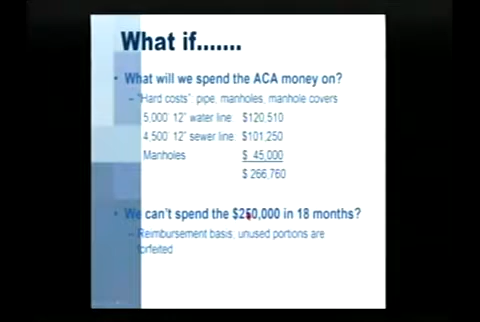 What if.......
• What will we spend the ACA money on?
– "Hard costs": pipe, manholes, manhole covers
5,000' 12" water line $120,510
4,500' 12" sewer line $101,250
Manholes $ 45,000
$ 266,760
• We can't spend the $250,000 in 18 months?
– Reimbursement basis; unused portions are
forfeited